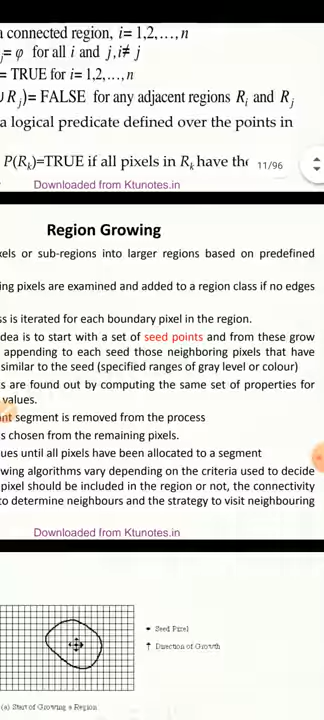 a connected region, i= 1,2,…,n
j= φ for all i and j,i≠ j
= TRUE for i= 1,2,…,n
∪ Rj)= FALSE for any adjacent regions Ri and Rj
a logical predicate defined over the points in
P(Rk)=TRUE if all pixels in Rk have the
11/96
Downloaded from Ktunotes.in
Region Growing
xels or sub-regions into larger regions based on predefined
ing pixels are examined and added to a region class if no edges
ss is iterated for each boundary pixel in the region.
dea is to start with a set of seed points and from these grow
appending to each seed those neighboring pixels that have
similar to the seed (specified ranges of gray level or colour)
s are found out by computing the same set of properties for
values.
ant segment is removed from the process
is chosen from the remaining pixels.
ues until all pixels have been allocated to a segment
wing algorithms vary depending on the criteria used to decide
pixel should be included in the region or not, the connectivity
to determine neighbours and the strategy to visit neighbouring
Downloaded from Ktunotes.in
Seed Pixel
Direction of Growth
(a) Start of Growing a Region